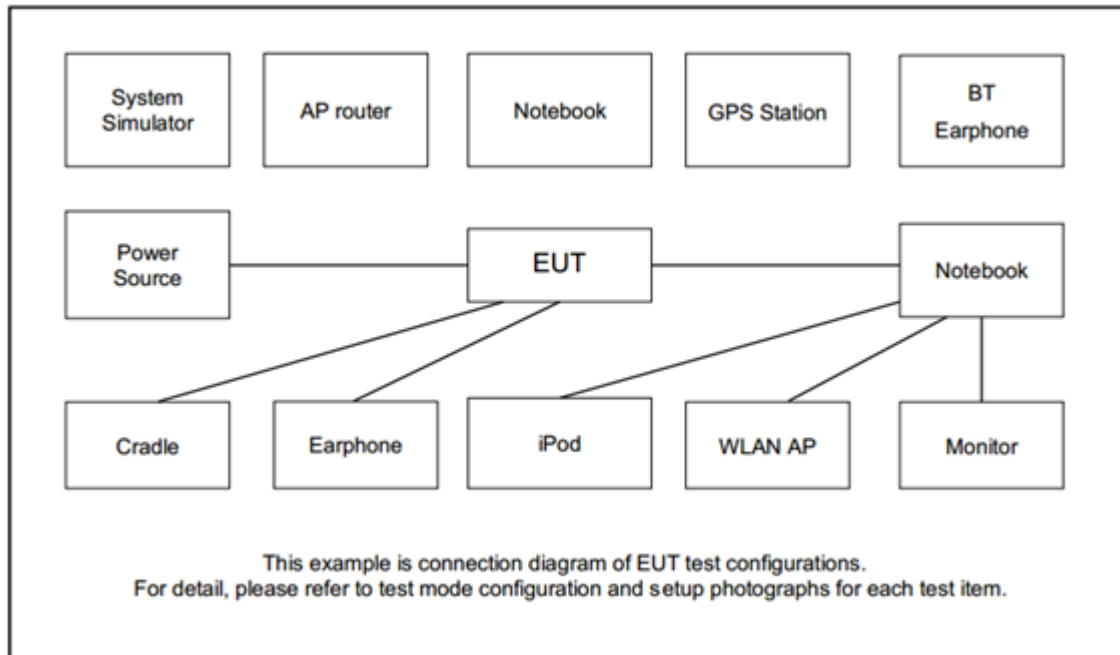 System
Simulator
AP router
Notebook
GPS Station
BT
Earphone
Power
Source
EUT
Notebook
Cradle
Earphone
iPod
WLAN AP
Monitor
This example is connection diagram of EUT test configurations.
For detail, please refer to test mode configuration and setup photographs for each test item.